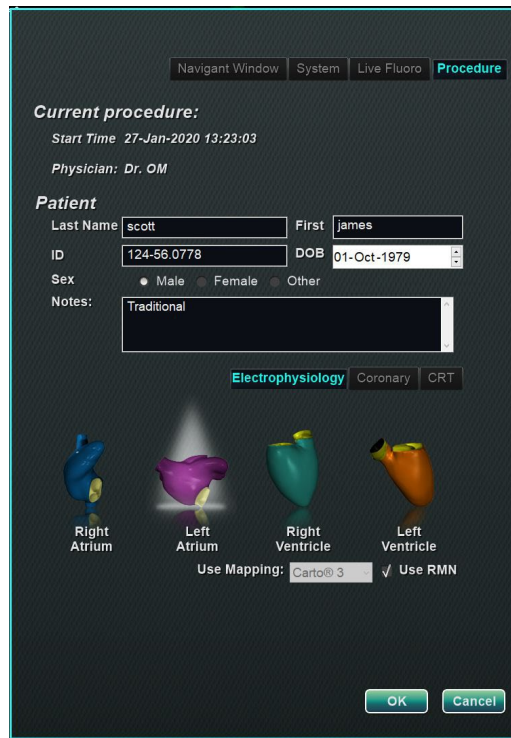 Navigant Window System Live Fluoro Procedure
Current procedure:
Start Time 27-Jan-2020 13:23:03
Physician: Dr. OM
Patient
Last Name scott First james
ID 124-56.0778 DOB 01-Oct-1979
Sex Male Female Other
Notes: Traditional
Electrophysiology Coronary CRT
Right Atrium Left Atrium Right Ventricle Left Ventricle
Use Mapping: Carto® 3 Use RMN
OK Cancel